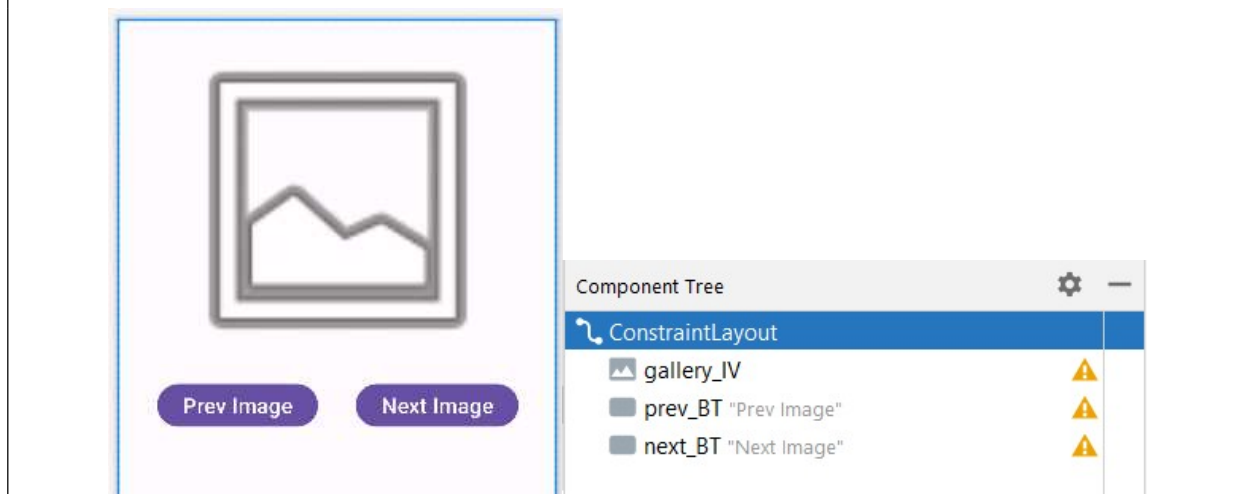 Prev Image Next Image
Component Tree
ConstraintLayout
gallery_IV
prev_BT "Prev Image"
next_BT "Next Image"